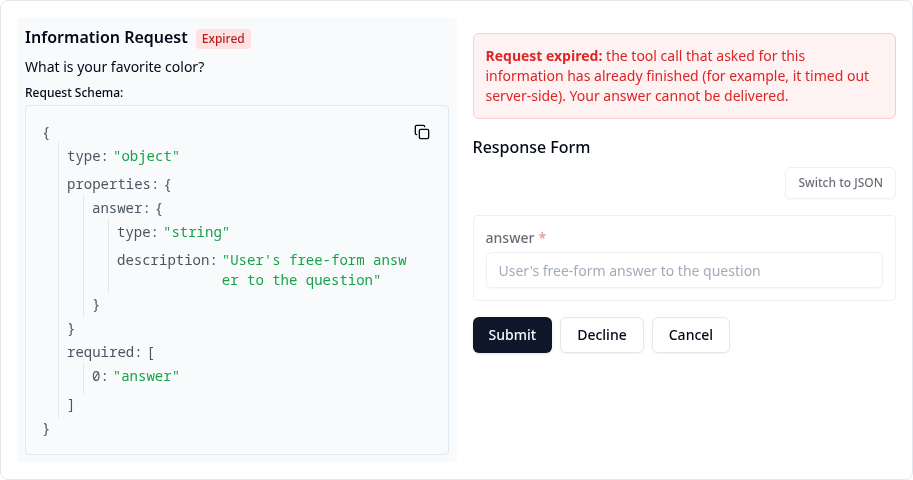 Information Request
Expired
What is your favorite color?
Request Schema:
{
type: "object"
properties: {
answer: {
type: "string"
description: "User's free-form answ
er to the question"
}
}
required: [
0: "answer"
]
}
Request expired: the tool call that asked for this
information has already finished (for example, it timed out
server-side). Your answer cannot be delivered.
Response Form
Switch to JSON
answer *
User's free-form answer to the question
Submit
Decline
Cancel